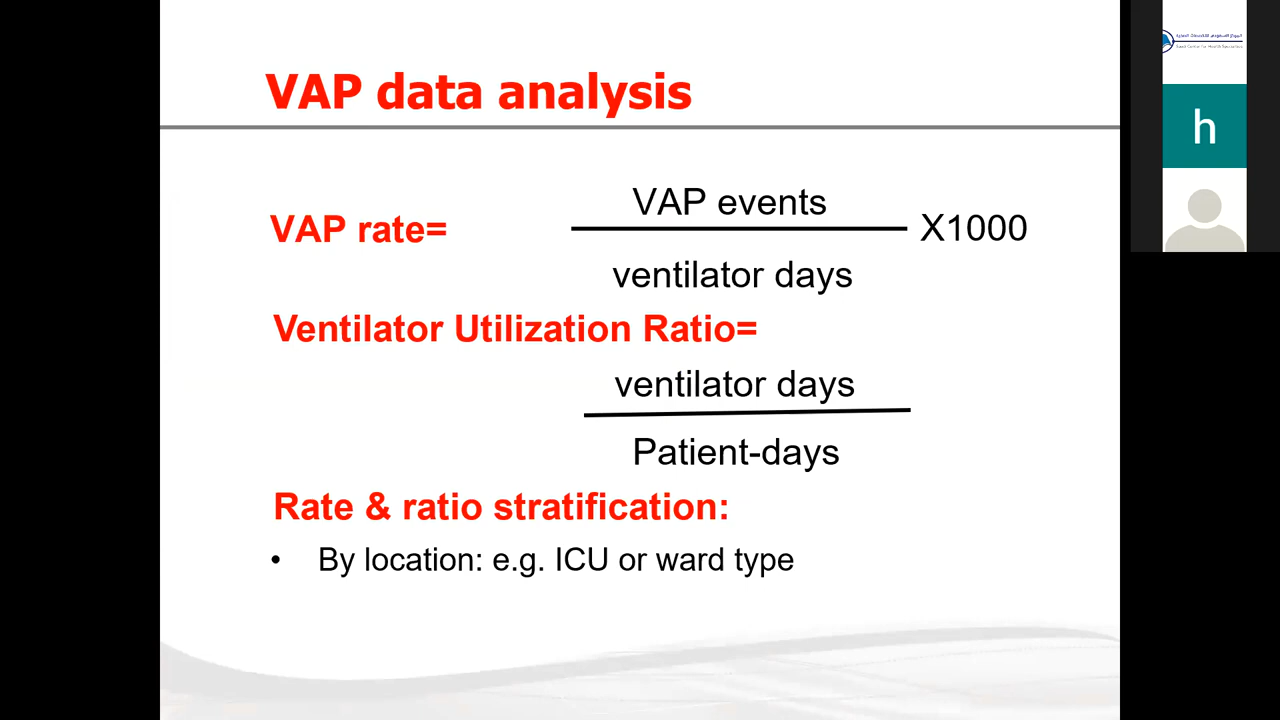 VAP data analysis
VAP events
VAP rate=
X1000
ventilator days
Ventilator Utilization Ratio=
ventilator days
Patient-days
Rate & ratio stratification:
• By location: e.g. ICU or ward type
h